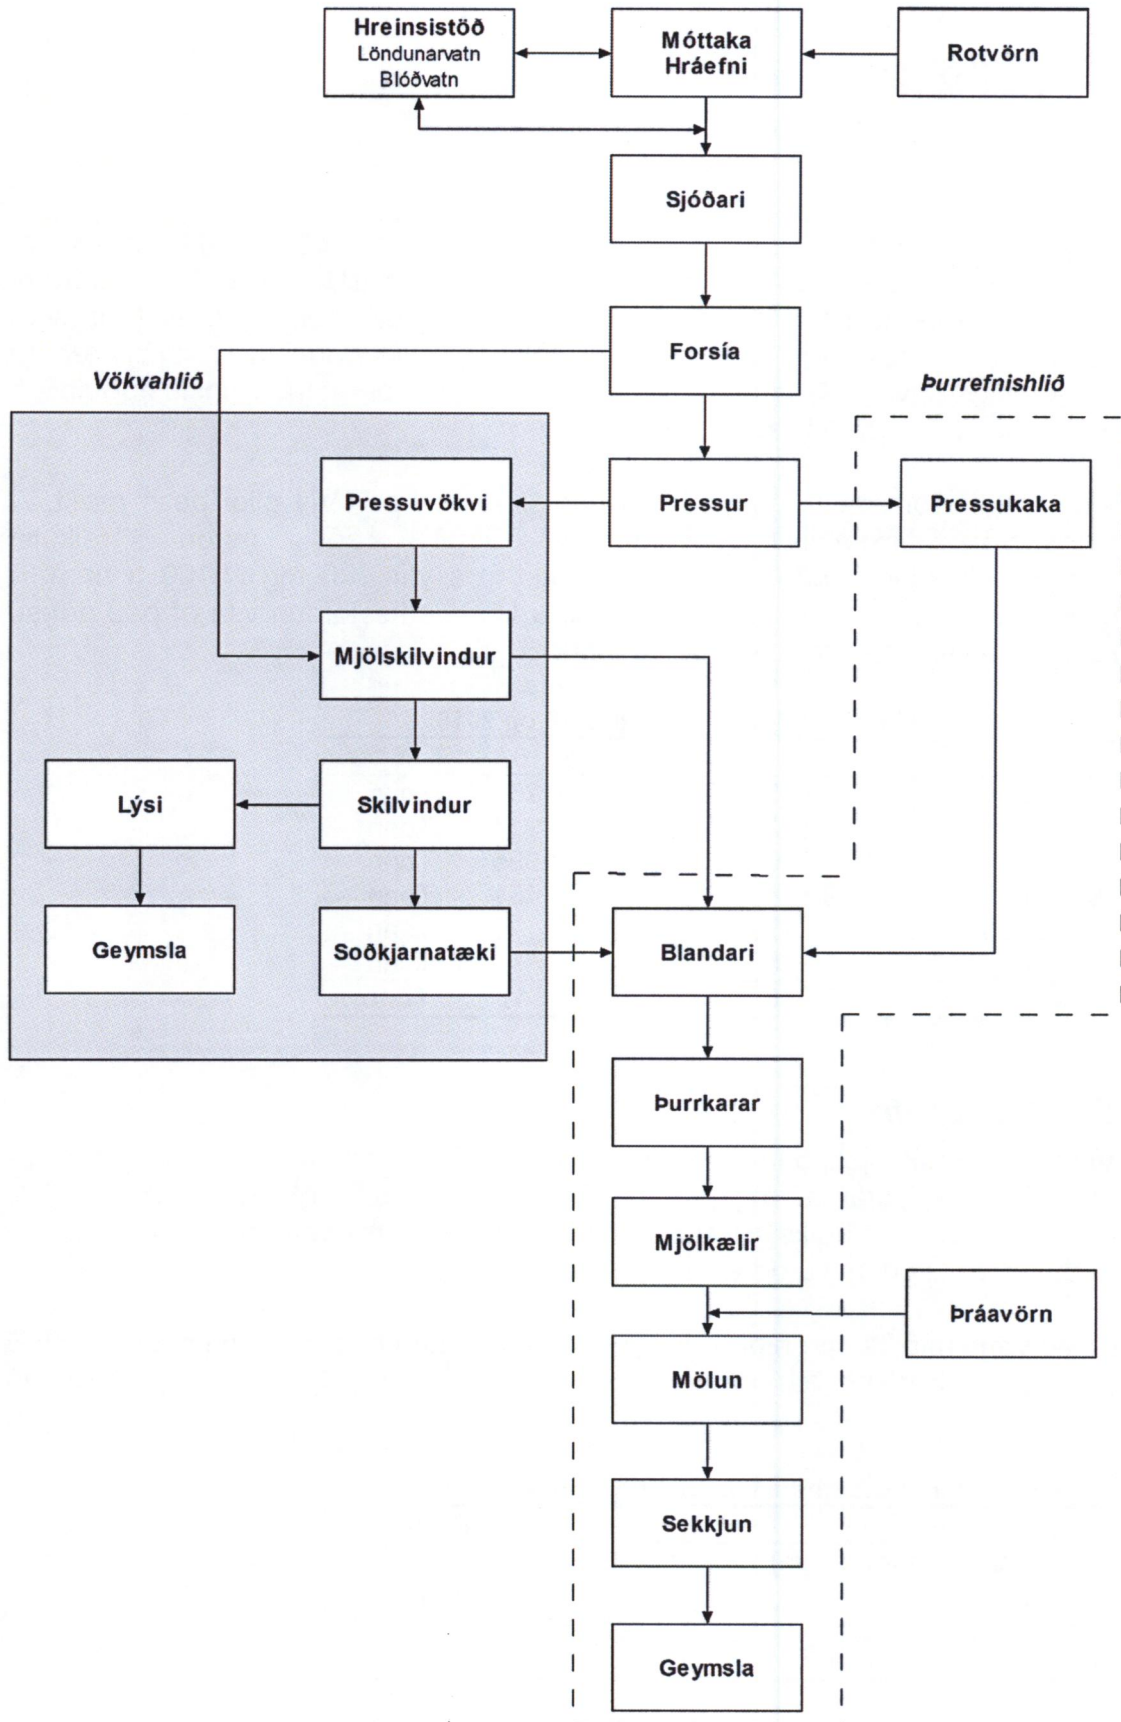 Hreinsistöð
Löndunarvatn
Blóðvatn
Móttaka
Hráefni
Rotvörn
Sjóðari
Forsía
Vökvahlið
Þurrefnishlið
Pressuvökvi
Pressur
Pressukaka
Mjölskilvindur
Lýsi
Skilvindur
Geymsla
Soðkjarnatæki
Blandari
Þurrkarar
Mjölkælir
Þráavörn
Mölun
Sekkjun
Geymsla